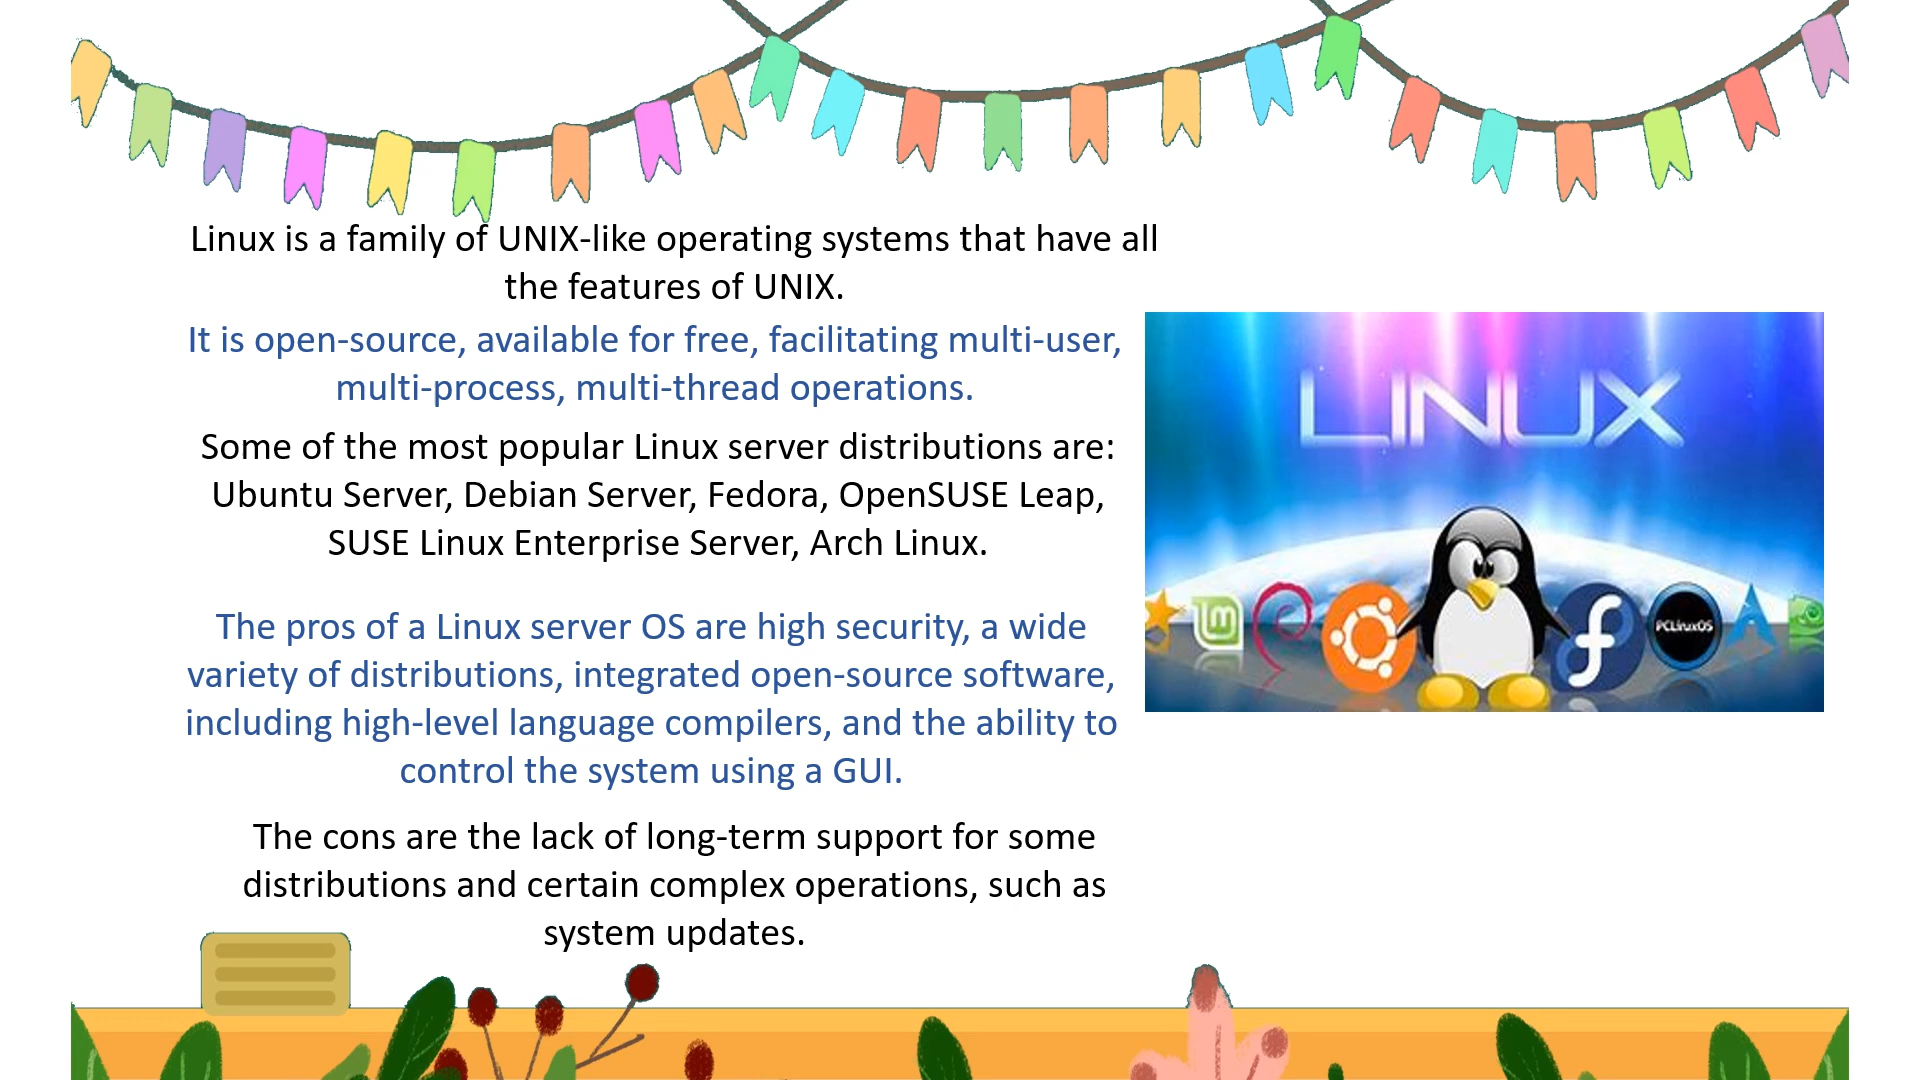 Linux is a family of UNIX-like operating systems that have all
the features of UNIX.
It is open-source, available for free, facilitating multi-user,
multi-process, multi-thread operations.
Some of the most popular Linux server distributions are:
Ubuntu Server, Debian Server, Fedora, OpenSUSE Leap,
SUSE Linux Enterprise Server, Arch Linux.
The pros of a Linux server OS are high security, a wide
variety of distributions, integrated open-source software,
including high-level language compilers, and the ability to
control the system using a GUI.
The cons are the lack of long-term support for some
distributions and certain complex operations, such as
system updates.
LINUX
PCLinuxOS